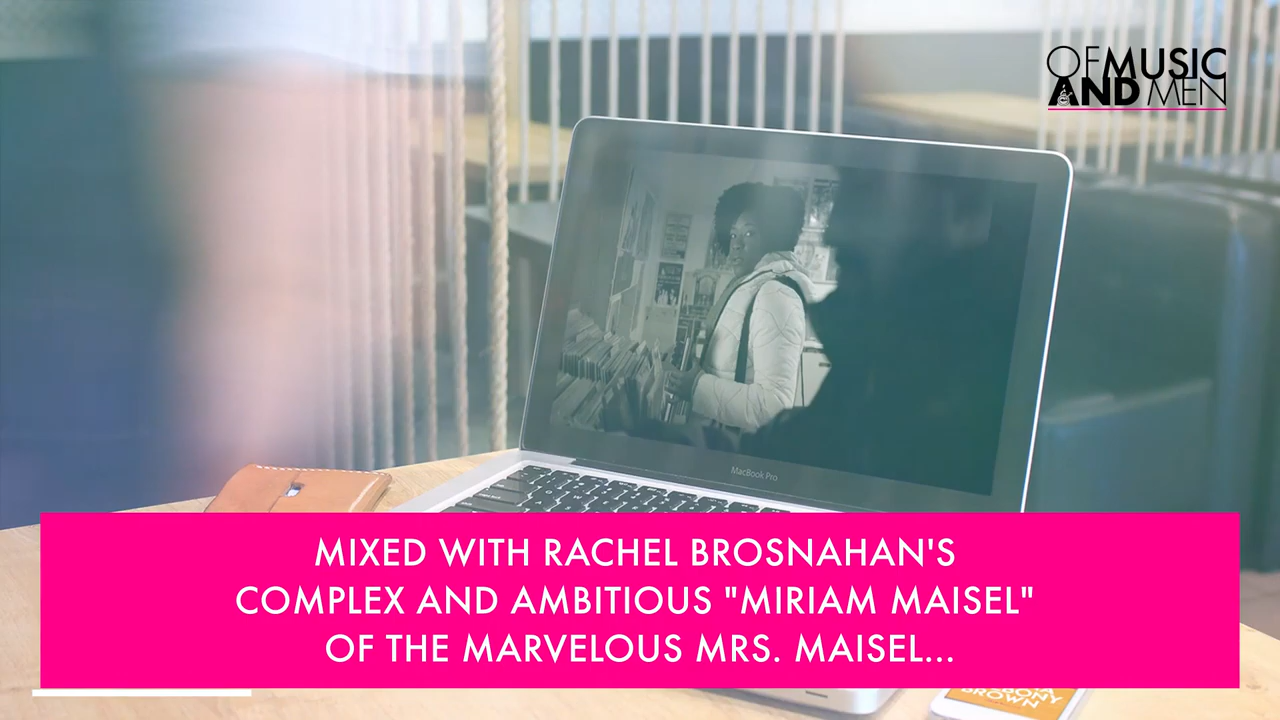 OF MUSIC
AND MEN
MacBook Pro
MIXED WITH RACHEL BROSNAHAN'S
COMPLEX AND AMBITIOUS "MIRIAM MAISEL"
OF THE MARVELOUS MRS. MAISEL...
BROWN